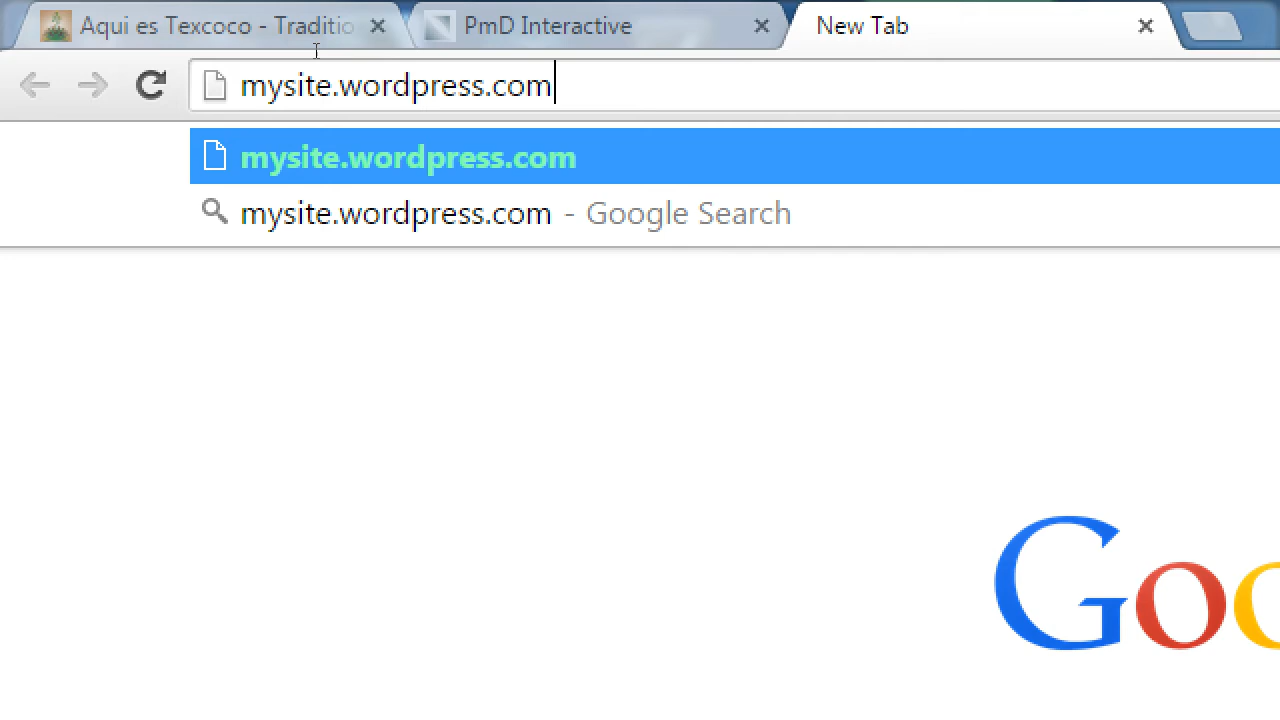 Aqui es Texcoco - Traditio
PmD Interactive
New Tab
mysite.wordpress.com
mysite.wordpress.com
mysite.wordpress.com - Google Search
Goo